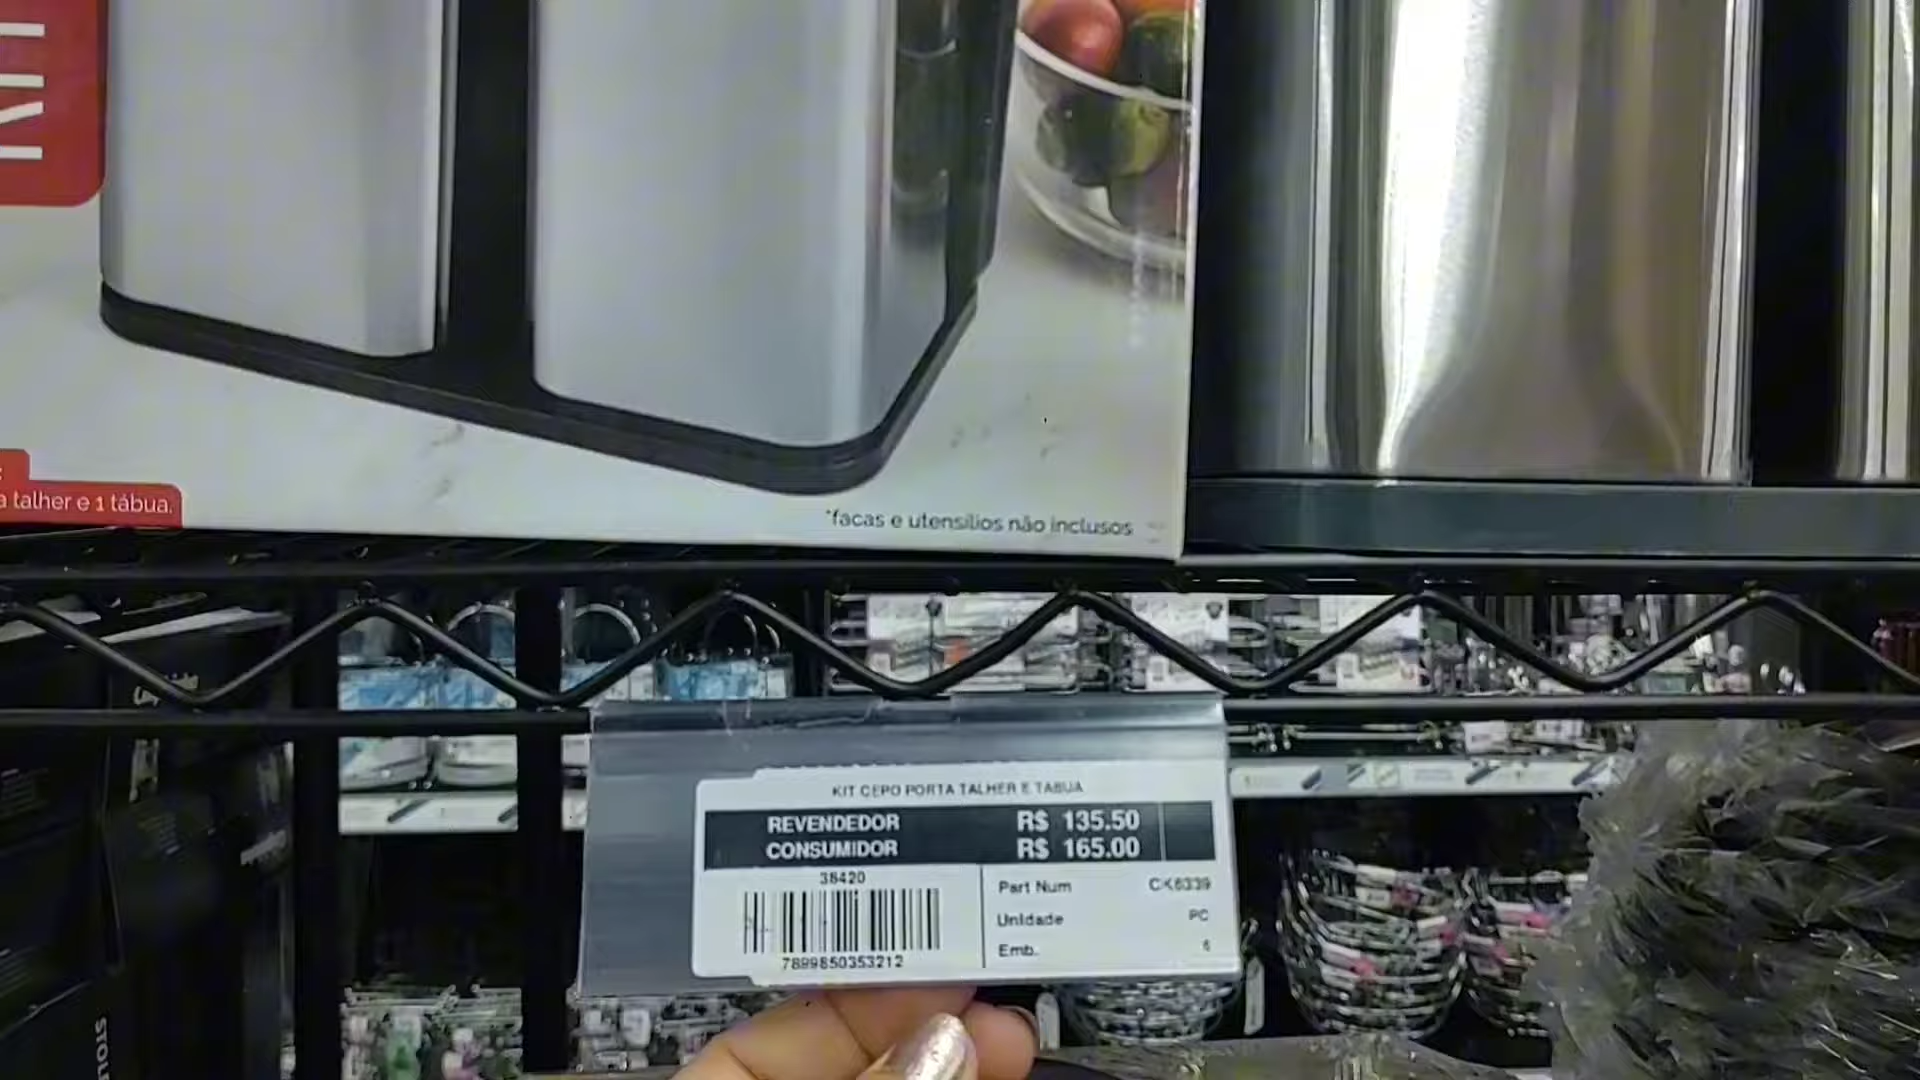 KIT
a talher e 1 tábua.
*facas e utensílios não inclusos
KIT CEPO PORTA TALHER E TABUA
REVENDEDOR R$ 135.50
CONSUMIDOR R$ 165.00
38420
Part Num CK6339
Unidade PC
Emb. 6
7899850353212